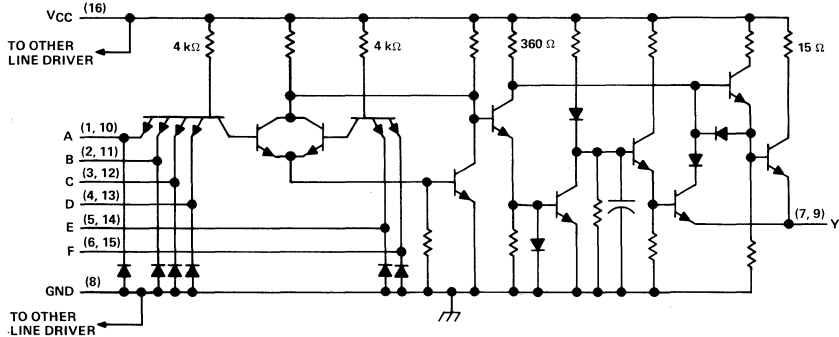 VCC (16)
TO OTHER
LINE DRIVER
4 kΩ
4 kΩ
360 Ω
15 Ω
A (1, 10)
B (2, 11)
C (3, 12)
D (4, 13)
E (5, 14)
F (6, 15)
(7, 9) Y
GND (8)
TO OTHER
LINE DRIVER